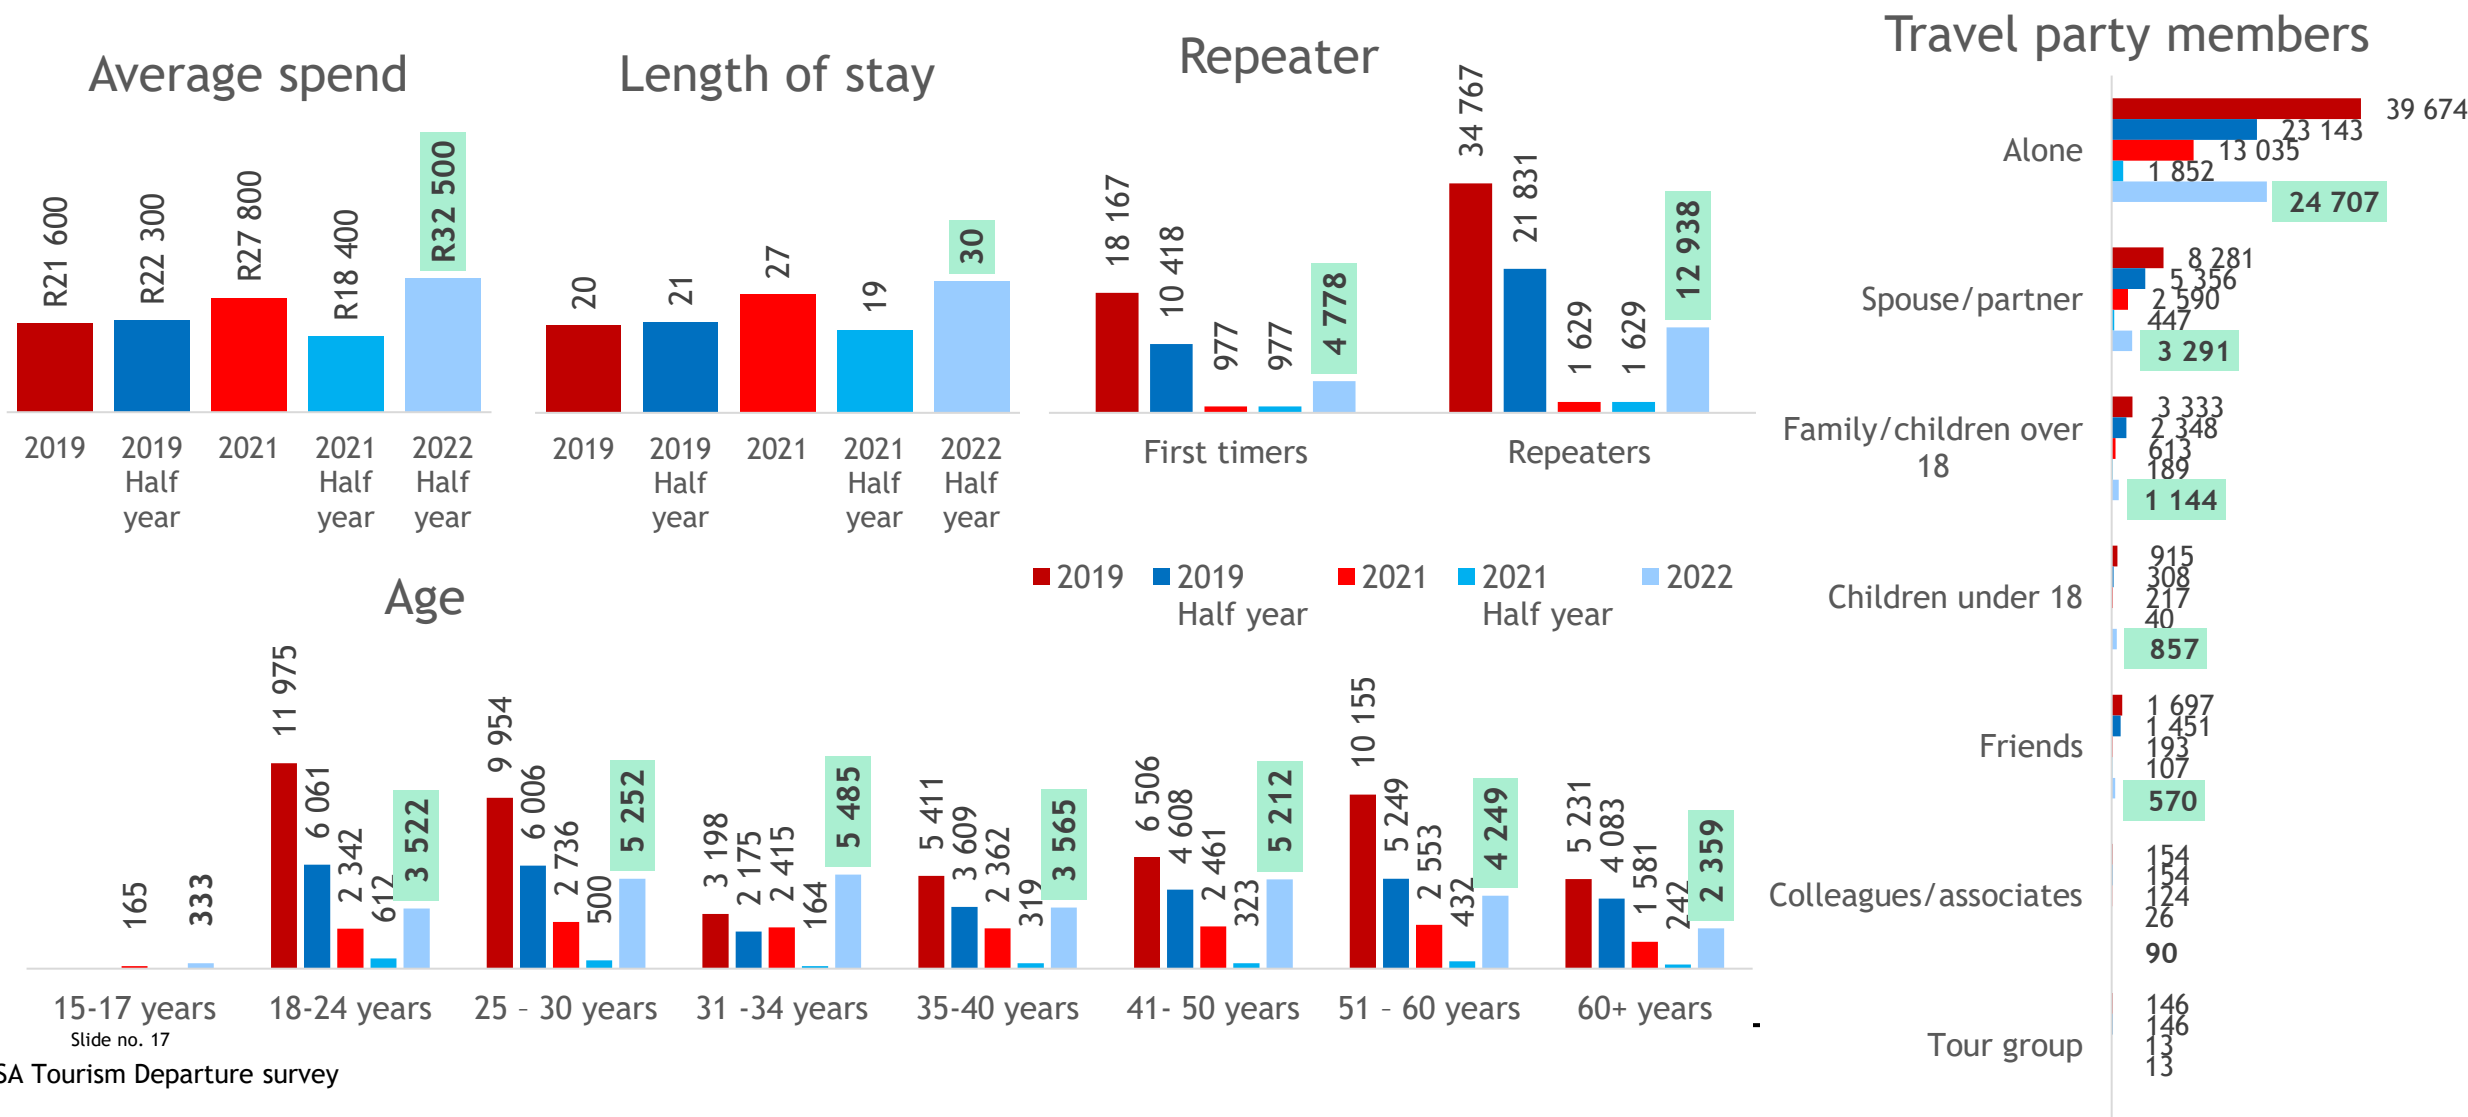 Average spend
R21 600
R22 300
R27 800
R18 400
R32 500
2019
2019
Half
year
2021
2021
Half
year
2022
Half
year
Length of stay
20
21
27
19
30
2019
2019
Half
year
2021
2021
Half
year
2022
Half
year
Repeater
18 167
10 418
977
977
4 778
34 767
21 831
1 629
1 629
12 938
First timers
Repeaters
2019
2019
Half year
2021
2021
Half year
2022
Age
165
333
11 975
6 061
2 342
612
3 522
9 954
6 006
2 736
500
5 252
3 198
2 175
2 415
164
5 485
5 411
3 609
2 362
319
3 565
6 506
4 608
2 461
323
5 212
10 155
5 249
2 553
432
4 249
5 231
4 083
1 581
242
2 359
15-17 years
18-24 years
25 – 30 years
31 -34 years
35-40 years
41- 50 years
51 – 60 years
60+ years
Travel party members
Alone
39 674
23 143
13 035
1 852
24 707
Spouse/partner
8 281
5 356
2 590
447
3 291
Family/children over
18
3 333
2 348
613
189
1 144
Children under 18
915
308
217
40
857
Friends
1 697
1 451
193
107
570
Colleagues/associates
154
154
124
26
90
Tour group
146
146
13
13
Slide no. 17
SA Tourism Departure survey